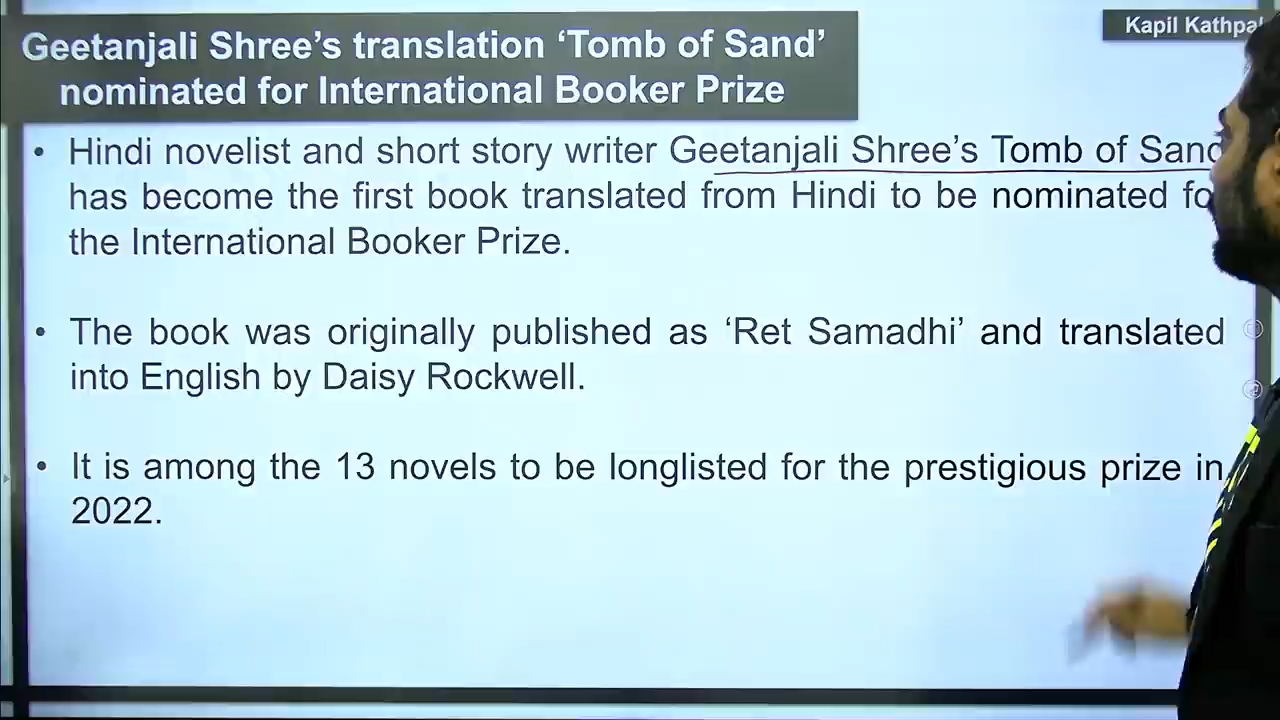 Geetanjali Shree’s translation ‘Tomb of Sand’
nominated for International Booker Prize
Kapil
• Hindi novelist and short story writer Geetanjali Shree’s Tomb of Sand
has become the first book translated from Hindi to be nominated
the International Booker Prize.
• The book was originally published as ‘Ret Samadhi’ and translated
into English by Daisy Rockwell.
• It is among the 13 novels to be longlisted for the prestigious prize in
2022.